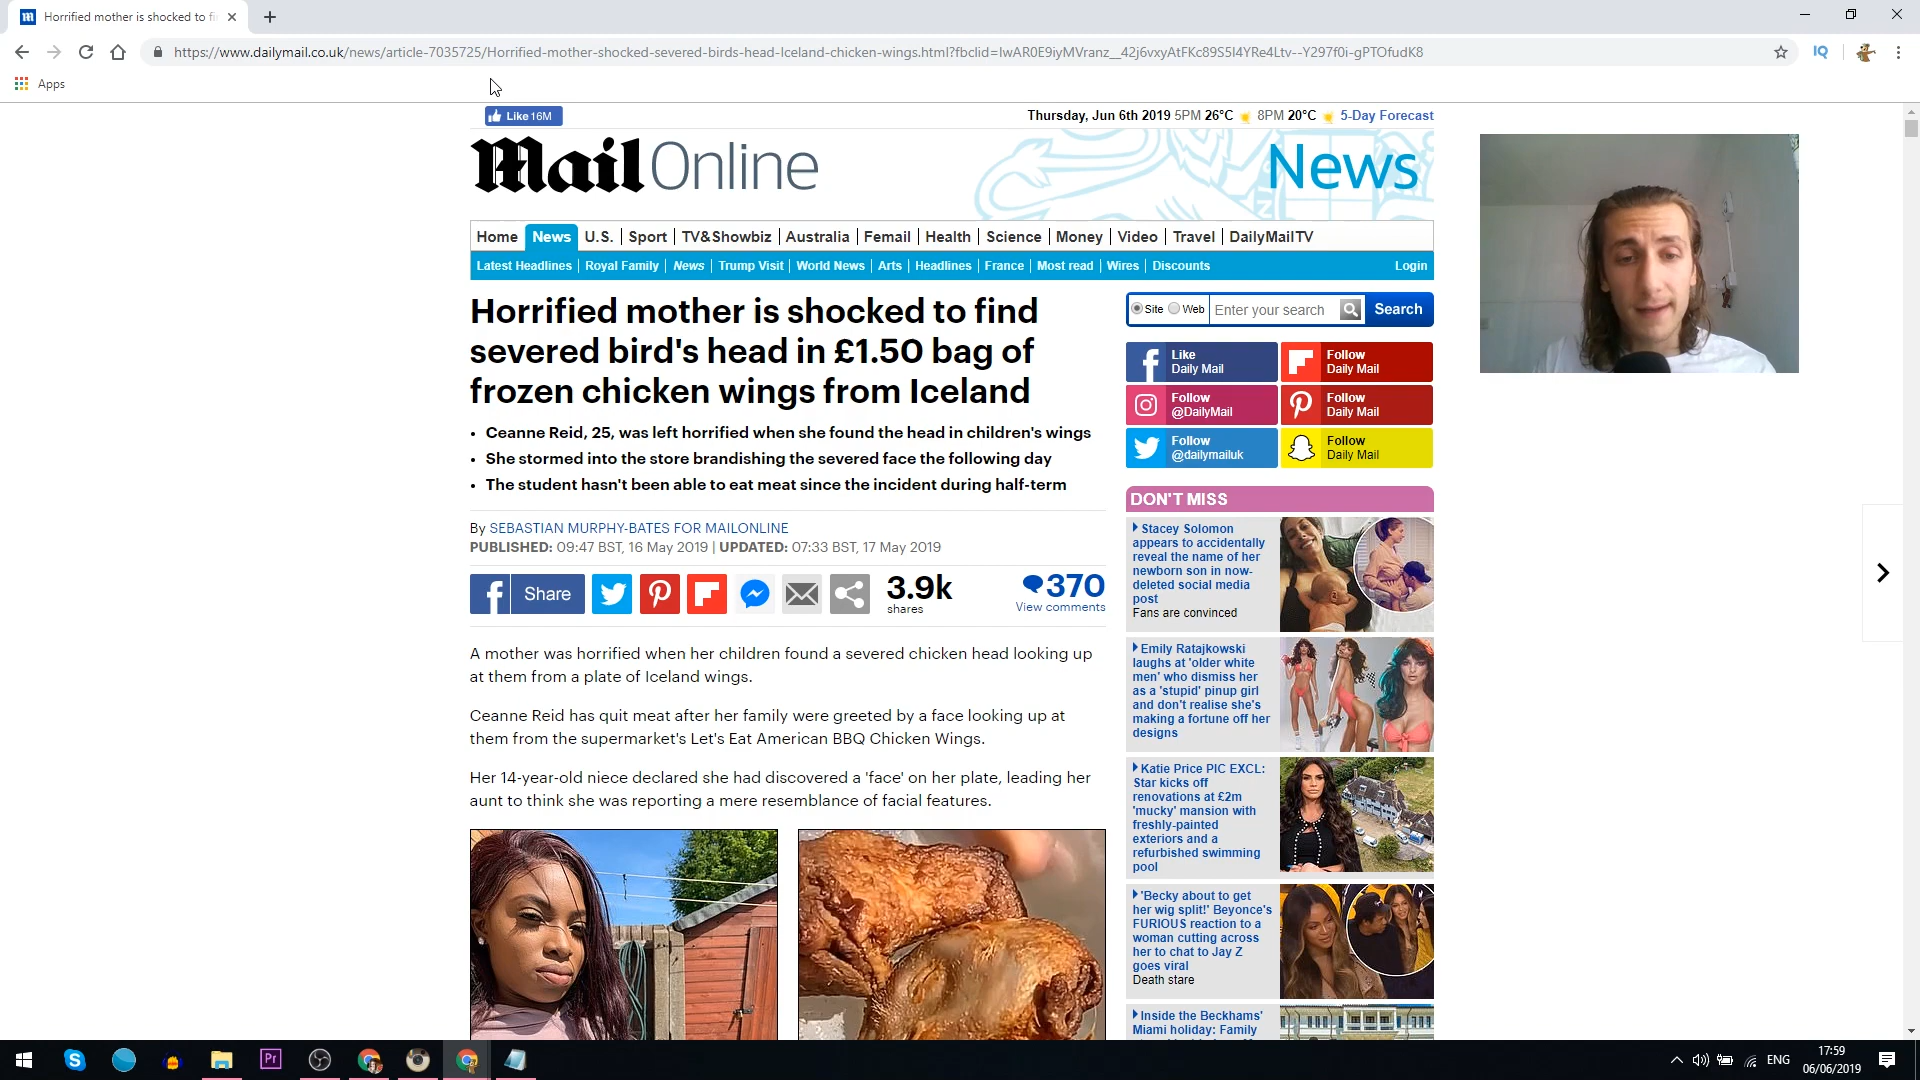 Horrified mother is shocked to fi
https://www.dailymail.co.uk/news/article-7035725/Horrified-mother-shocked-severed-birds-head-Iceland-chicken-wings.html?fbclid=IwAR0E9iyMVranz__42j6vxyAtFKc89S5I4YRe4Ltv--Y297f0i-gPTOfudK8
IQ
Apps
Like 16M
Thursday, Jun 6th 2019 5PM 26°C 8PM 20°C 5-Day Forecast
Mail Online
News
Home News U.S. Sport TV&Showbiz Australia Femail Health Science Money Video Travel DailyMailTV
Latest Headlines Royal Family News Trump Visit World News Arts Headlines France Most read Wires Discounts Login
Horrified mother is shocked to find
severed bird's head in £1.50 bag of
frozen chicken wings from Iceland
• Ceanne Reid, 25, was left horrified when she found the head in children's wings
• She stormed into the store brandishing the severed face the following day
• The student hasn't been able to eat meat since the incident during half-term
By SEBASTIAN MURPHY-BATES FOR MAILONLINE
PUBLISHED: 09:47 BST, 16 May 2019 | UPDATED: 07:33 BST, 17 May 2019
Share
3.9k
shares
370
View comments
A mother was horrified when her children found a severed chicken head looking up
at them from a plate of Iceland wings.
Ceanne Reid has quit meat after her family were greeted by a face looking up at
them from the supermarket's Let's Eat American BBQ Chicken Wings.
Her 14-year-old niece declared she had discovered a 'face' on her plate, leading her
aunt to think she was reporting a mere resemblance of facial features.
Site Web Enter your search Search
Like
Daily Mail
Follow
Daily Mail
Follow
@DailyMail
Follow
Daily Mail
Follow
@dailymailuk
Follow
Daily Mail
DON'T MISS
Stacey Solomon
appears to accidentally
reveal the name of her
newborn son in now-
deleted social media
post
Fans are convinced
Emily Ratajkowski
laughs at 'older white
men' who dismiss her
as a 'stupid' pinup girl
and don't realise she's
making a fortune off her
designs
Katie Price PIC EXCL:
Star kicks off
renovations at £2m
'mucky' mansion with
freshly-painted
exteriors and a
refurbished swimming
pool
'Becky about to get
her wig split!' Beyonce's
FURIOUS reaction to a
woman cutting across
her to chat to Jay Z
goes viral
Death stare
Inside the Beckhams'
Miami holiday: Family
Pr
ENG
17:59
06/06/2019